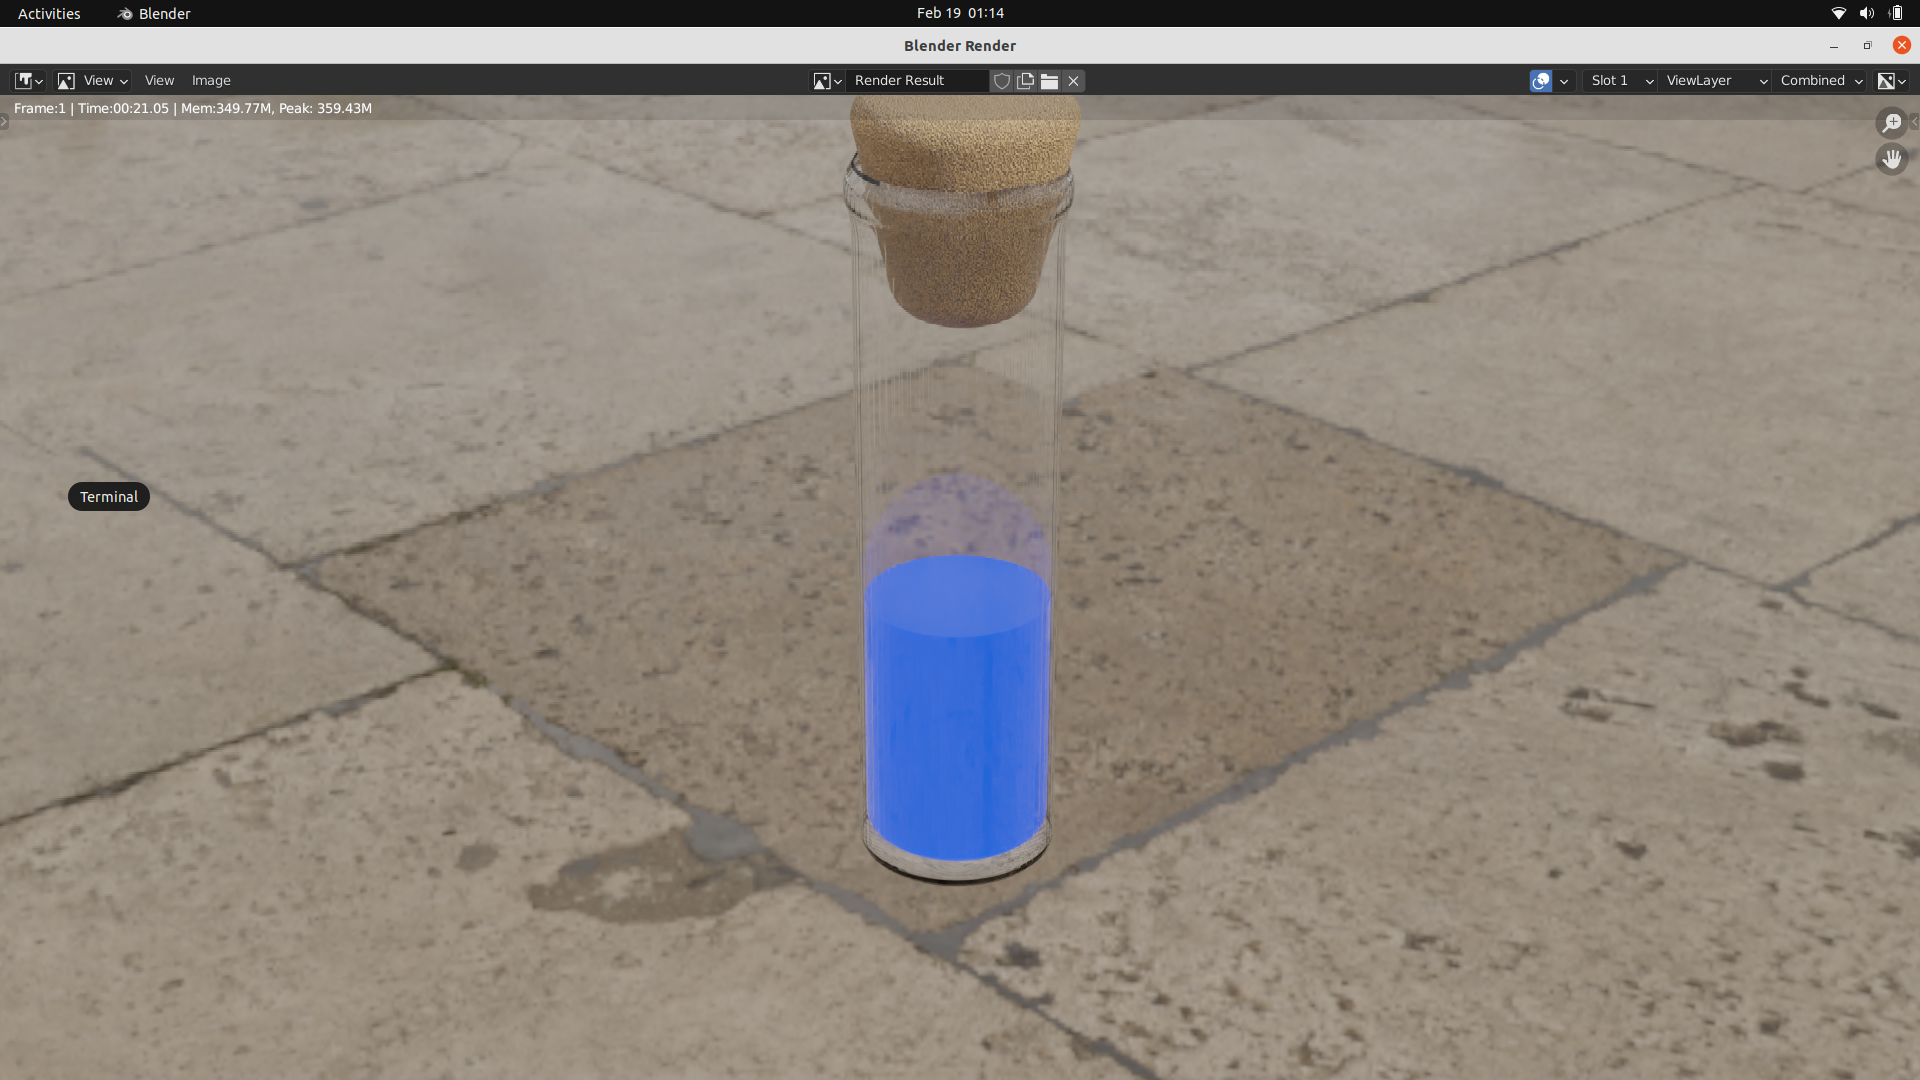 Activities Blender Feb 19 01:14
Blender Render
View View Image Render Result Slot 1 ViewLayer Combined
Frame:1 | Time:00:21.05 | Mem:349.77M, Peak: 359.43M
Terminal